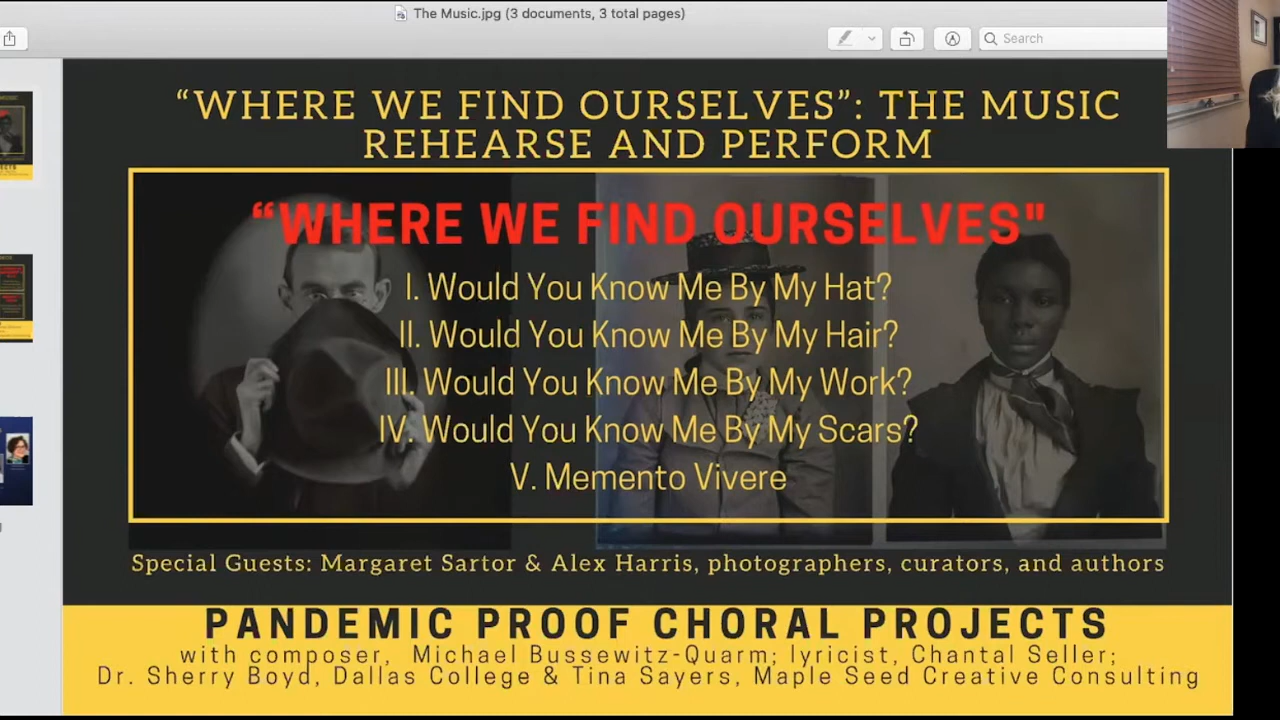 The Music.jpg (3 documents, 3 total pages)
Search
“WHERE WE FIND OURSELVES”: THE MUSIC
REHEARSE AND PERFORM
“WHERE WE FIND OURSELVES"
I. Would You Know Me By My Hat?
II. Would You Know Me By My Hair?
III. Would You Know Me By My Work?
IV. Would You Know Me By My Scars?
V. Memento Vivere
Special Guests: Margaret Sartor & Alex Harris, photographers, curators, and authors
PANDEMIC PROOF CHORAL PROJECTS
with composer, Michael Bussewitz-Quarm; lyricist, Chantal Seller;
Dr. Sherry Boyd, Dallas College & Tina Sayers, Maple Seed Creative Consulting